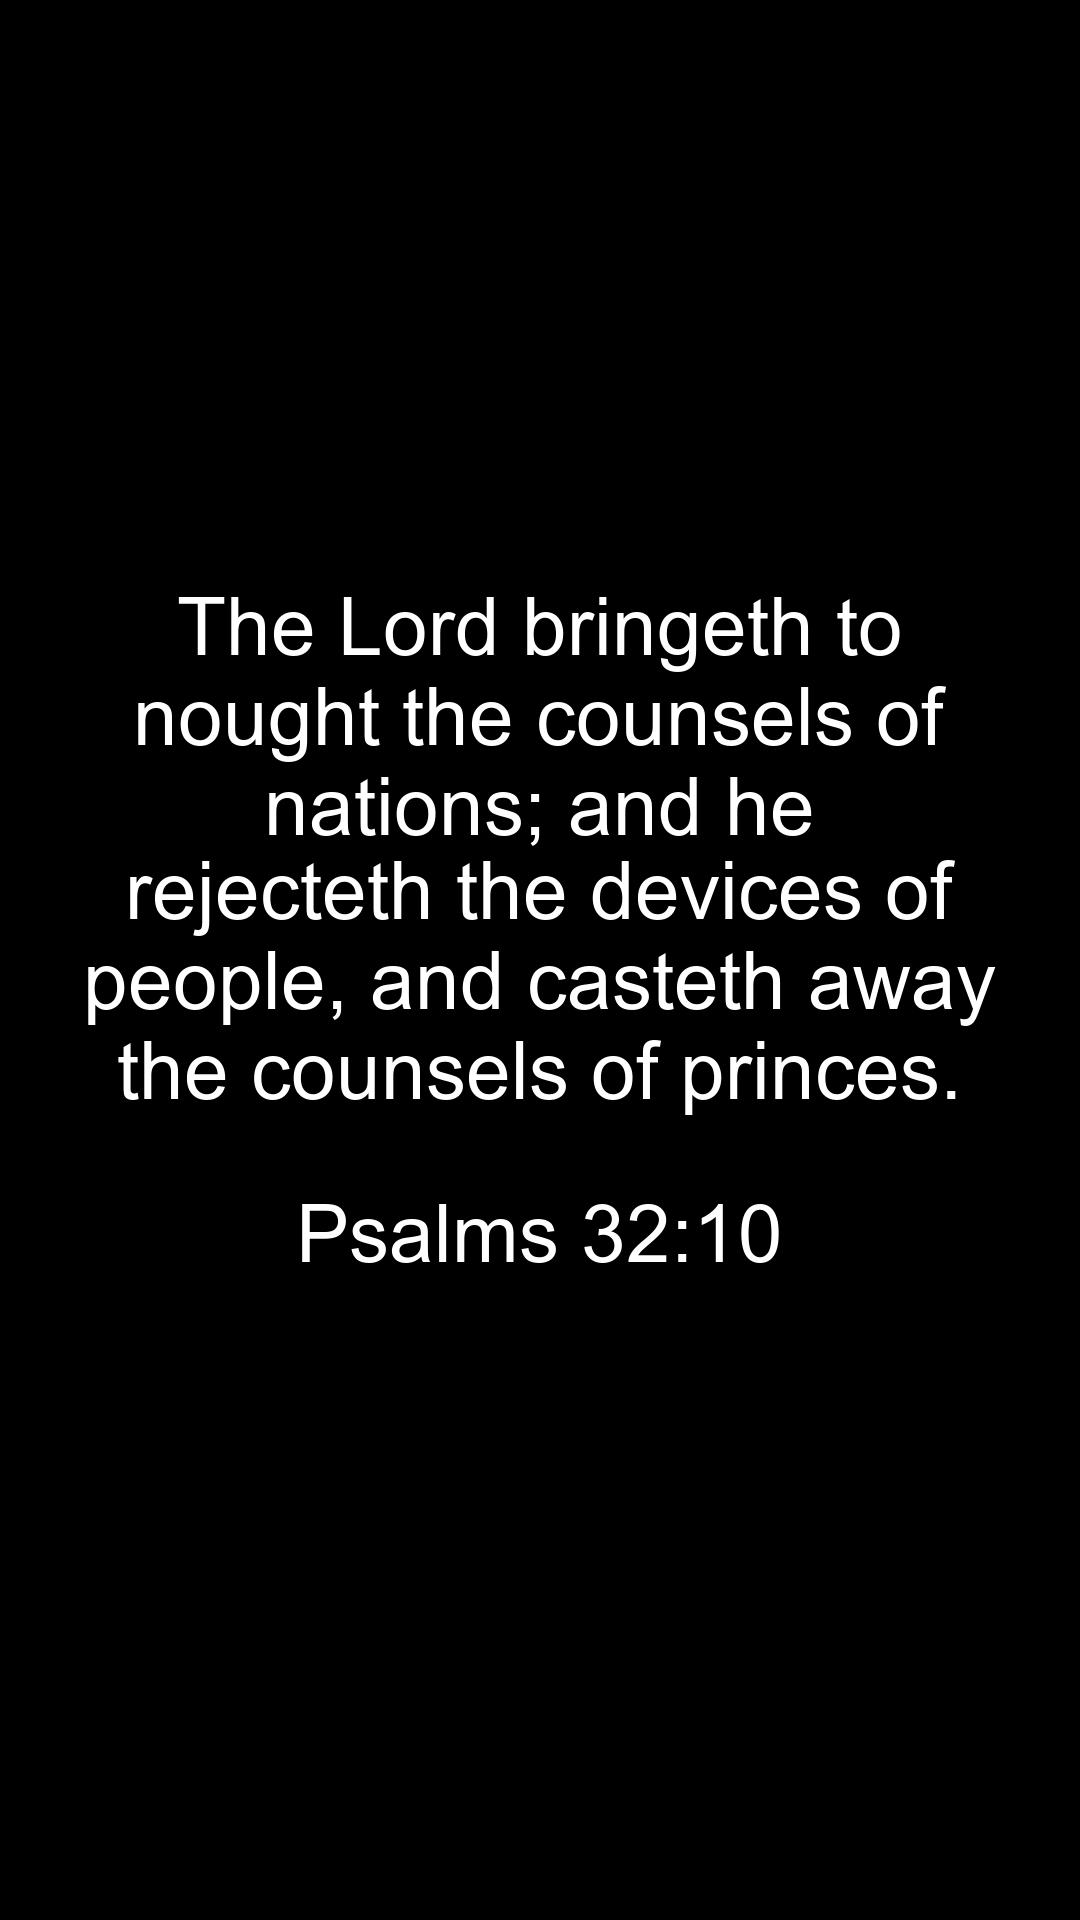 The Lord bringeth to
nought the counsels of
nations; and he
rejecteth the devices of
people, and casteth away
the counsels of princes.
Psalms 32:10